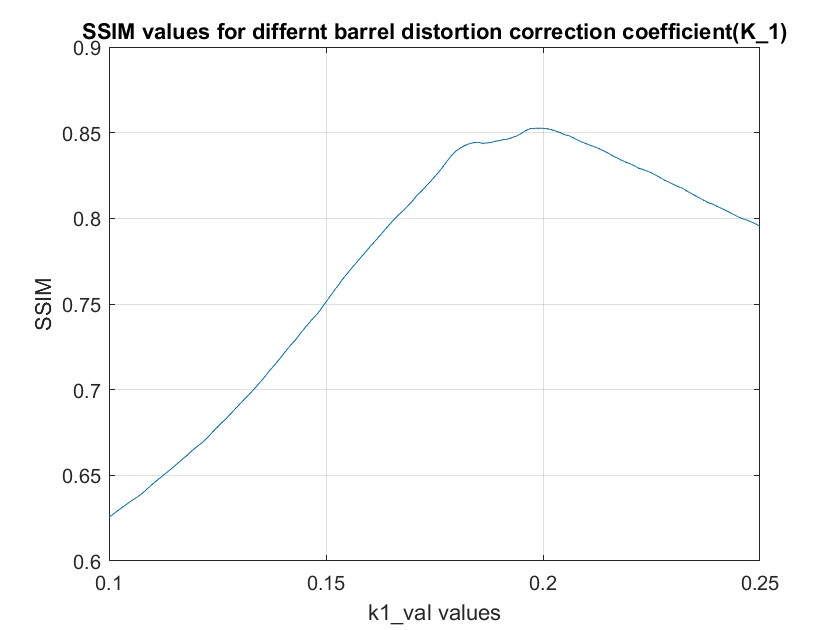 SSIM values for differnt barrel distortion correction coefficient(K_1)
0.9
0.85
0.8
0.75
0.7
0.65
0.6
SSIM
0.1 0.15 0.2 0.25
k1_val values